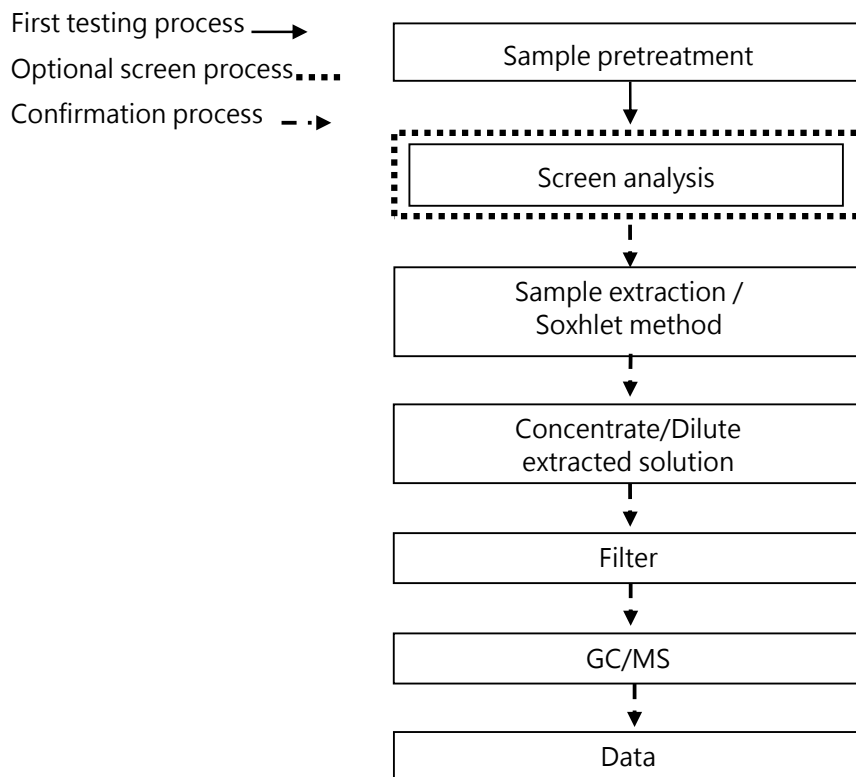 First testing process
Optional screen process
Confirmation process
Sample pretreatment
Screen analysis
Sample extraction /
Soxhlet method
Concentrate/Dilute
extracted solution
Filter
GC/MS
Data